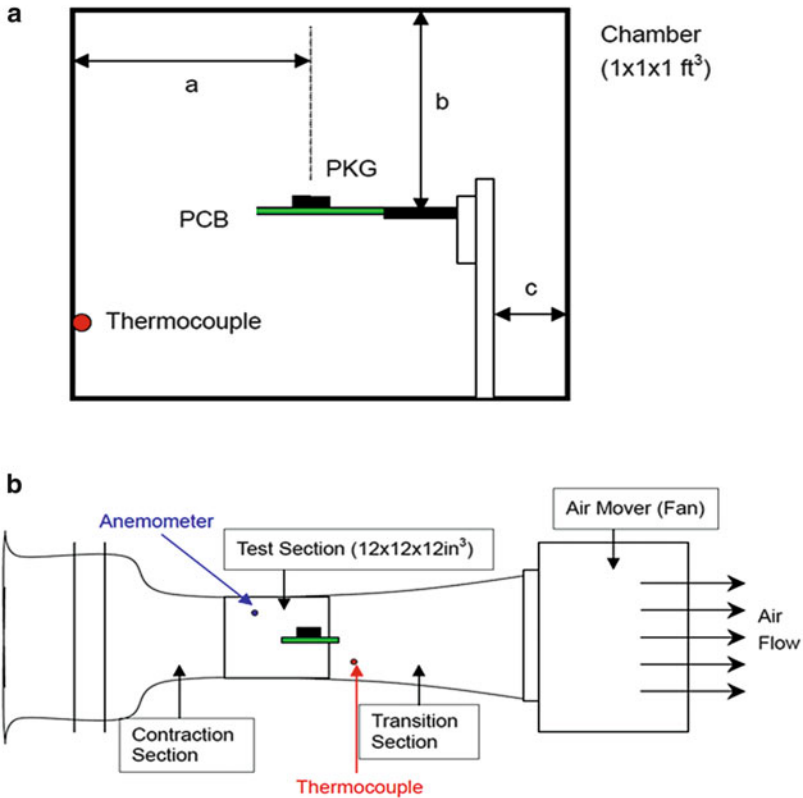 a
Chamber
(1x1x1 ft³)
a
b
PKG
PCB
c
Thermocouple
b
Anemometer
Test Section (12x12x12in³)
Air Mover (Fan)
Air
Flow
Contraction
Section
Transition
Section
Thermocouple